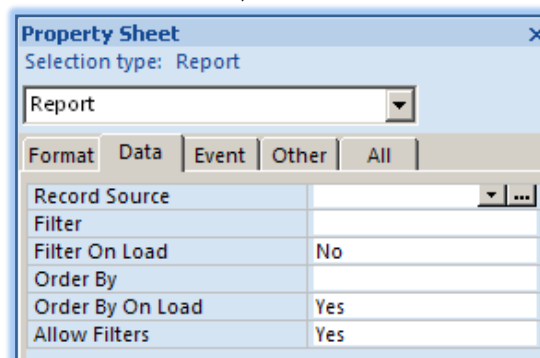 Property Sheet
Selection type: Report
Report
Format Data Event Other All
Record Source
Filter
Filter On Load No
Order By
Order By On Load Yes
Allow Filters Yes